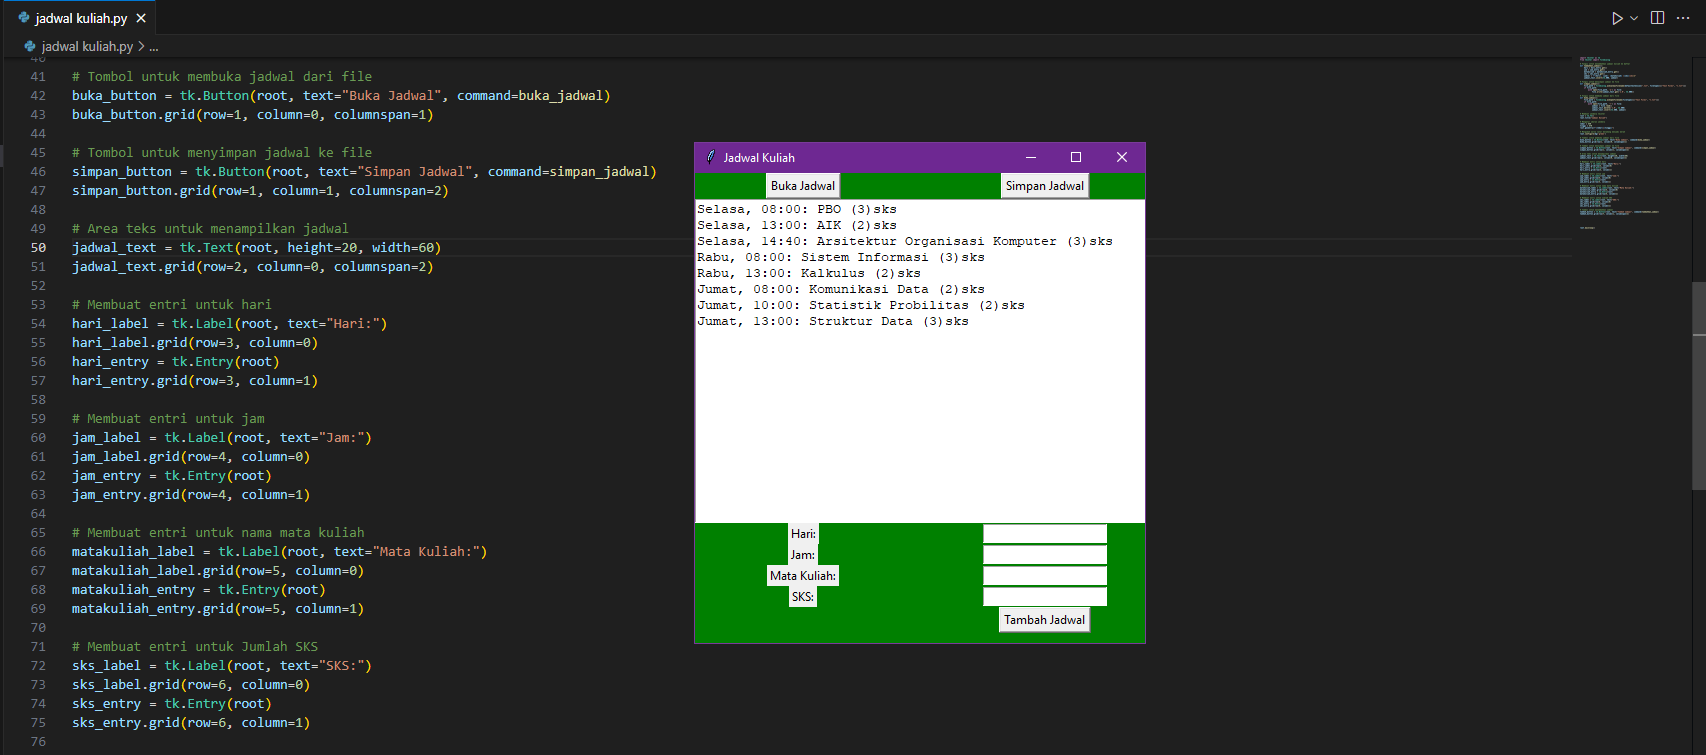 jadwal kuliah.py
jadwal kuliah.py > ...
40
41 # Tombol untuk membuka jadwal dari file
42 buka_button = tk.Button(root, text="Buka Jadwal", command=buka_jadwal)
43 buka_button.grid(row=1, column=0, columnspan=1)
44
45 # Tombol untuk menyimpan jadwal ke file
46 simpan_button = tk.Button(root, text="Simpan Jadwal", command=simpan_jadwal)
47 simpan_button.grid(row=1, column=1, columnspan=2)
48
49 # Area teks untuk menampilkan jadwal
50 jadwal_text = tk.Text(root, height=20, width=60)
51 jadwal_text.grid(row=2, column=0, columnspan=2)
52
53 # Membuat entri untuk hari
54 hari_label = tk.Label(root, text="Hari:")
55 hari_label.grid(row=3, column=0)
56 hari_entry = tk.Entry(root)
57 hari_entry.grid(row=3, column=1)
58
59 # Membuat entri untuk jam
60 jam_label = tk.Label(root, text="Jam:")
61 jam_label.grid(row=4, column=0)
62 jam_entry = tk.Entry(root)
63 jam_entry.grid(row=4, column=1)
64
65 # Membuat entri untuk nama mata kuliah
66 matakuliah_label = tk.Label(root, text="Mata Kuliah:")
67 matakuliah_label.grid(row=5, column=0)
68 matakuliah_entry = tk.Entry(root)
69 matakuliah_entry.grid(row=5, column=1)
70
71 # Membuat entri untuk Jumlah SKS
72 sks_label = tk.Label(root, text="SKS:")
73 sks_label.grid(row=6, column=0)
74 sks_entry = tk.Entry(root)
75 sks_entry.grid(row=6, column=1)
76
Jadwal Kuliah
Buka Jadwal Simpan Jadwal
Selasa, 08:00: PBO (3)sks
Selasa, 13:00: AIK (2)sks
Selasa, 14:40: Arsitektur Organisasi Komputer (3)sks
Rabu, 08:00: Sistem Informasi (3)sks
Rabu, 13:00: Kalkulus (2)sks
Jumat, 08:00: Komunikasi Data (2)sks
Jumat, 10:00: Statistik Probilitas (2)sks
Jumat, 13:00: Struktur Data (3)sks
Hari:
Jam:
Mata Kuliah:
SKS:
Tambah Jadwal